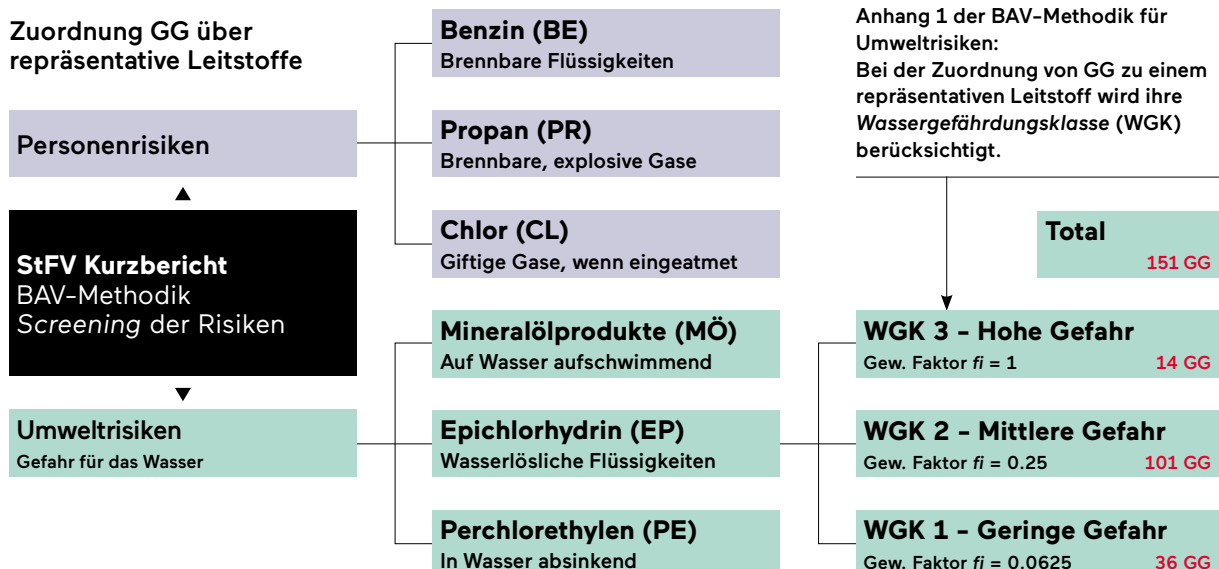 Zuordnung GG über
repräsentative Leitstoffe
Personenrisiken
StFV Kurzbericht
BAV-Methodik
Screening der Risiken
Umweltrisiken
Gefahr für das Wasser
Benzin (BE)
Brennbare Flüssigkeiten
Propan (PR)
Brennbare, explosive Gase
Chlor (CL)
Giftige Gase, wenn eingeatmet
Mineralölprodukte (MÖ)
Auf Wasser aufschwimmend
Epichlorhydrin (EP)
Wasserlösliche Flüssigkeiten
Perchlorethylen (PE)
In Wasser absinkend
Anhang 1 der BAV-Methodik für
Umweltrisiken:
Bei der Zuordnung von GG zu einem
repräsentativen Leitstoff wird ihre
Wassergefährdungsklasse (WGK)
berücksichtigt.
Total
151 GG
WGK 3 - Hohe Gefahr
Gew. Faktor fi = 1 14 GG
WGK 2 - Mittlere Gefahr
Gew. Faktor fi = 0.25 101 GG
WGK 1 - Geringe Gefahr
Gew. Faktor fi = 0.0625 36 GG